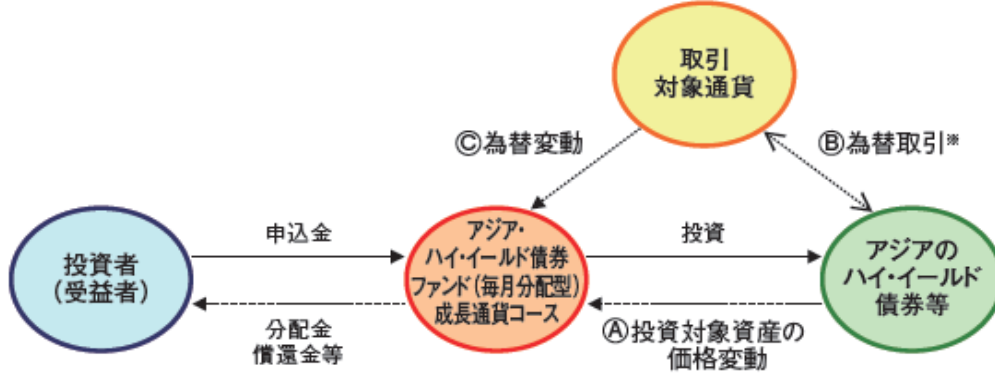 取引
対象通貨
Ⓒ為替変動
Ⓑ為替取引※
投資者
（受益者）
申込金
分配金
償還金等
アジア・
ハイ・イールド債券
ファンド（毎月分配型）
成長通貨コース
投資
Ⓐ投資対象資産の
価格変動
アジアの
ハイ・イールド
債券等